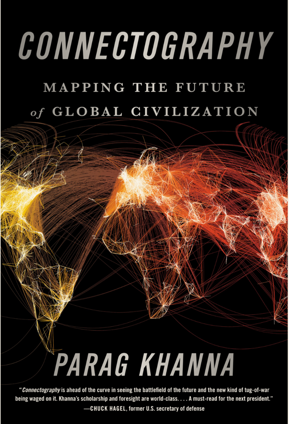 CONNECTOGRAPHY
MAPPING THE FUTURE
of GLOBAL CIVILIZATION
PARAG KHANNA
"Connectography is ahead of the curve in seeing the battlefield of the future and the new kind of tug-of-war
being waged on it. Khanna's scholarship and foresight are world-class. . . . A must-read for the next president."
—CHUCK HAGEL, former U.S. secretary of defense